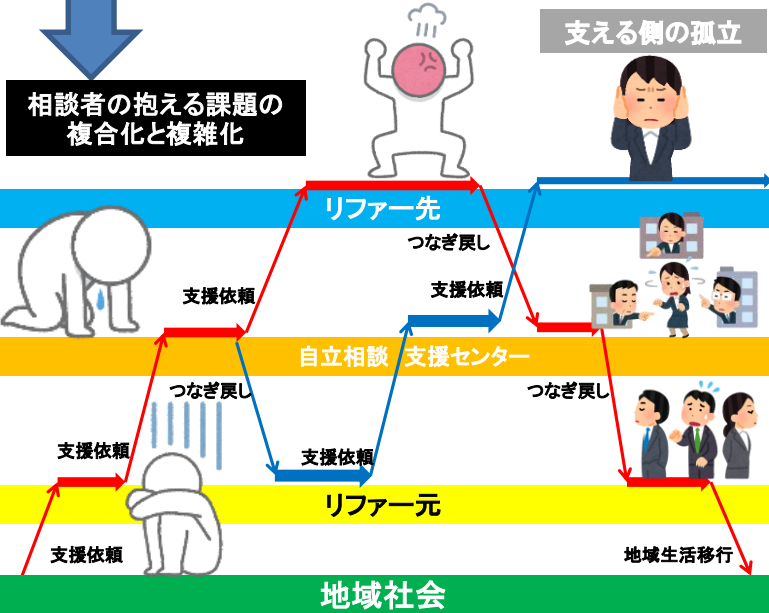 支える側の孤立
相談者の抱える課題の
複合化と複雑化
リファー先
つなぎ戻し
支援依頼
支援依頼
自立相談 支援センター
つなぎ戻し
つなぎ戻し
支援依頼
支援依頼
リファー元
支援依頼
地域生活移行
地域社会